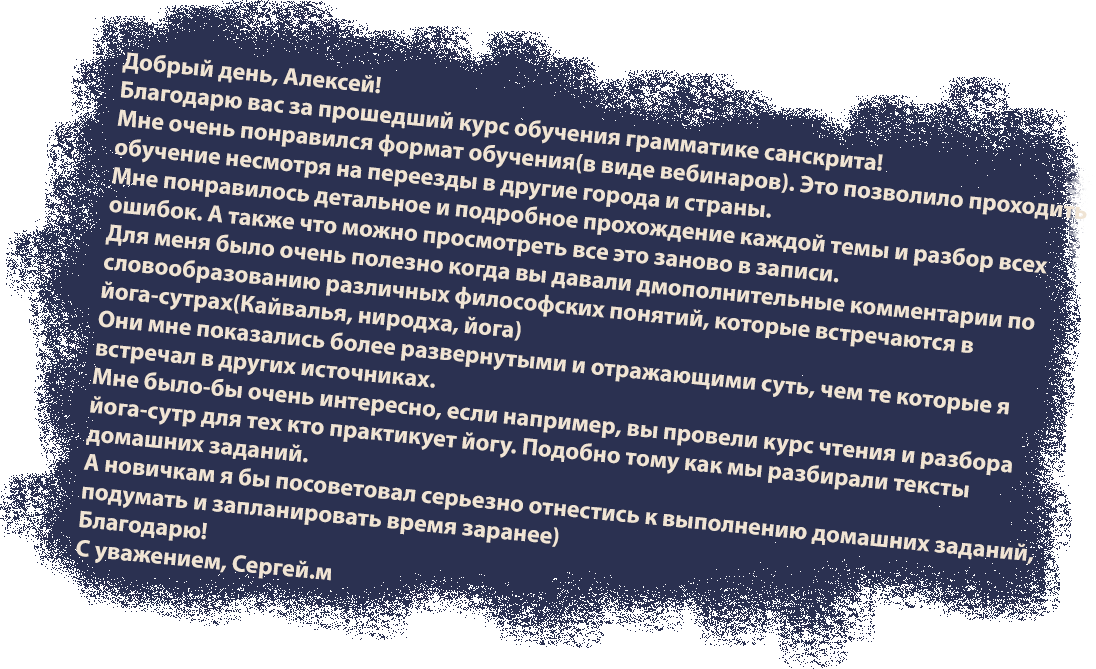 Добрый день, Алексей!
Благодарю вас за прошедший курс обучения грамматике санскрита!
Мне очень понравился формат обучения(в виде вебинаров). Это позволило проходить
обучение несмотря на переезды в другие города и страны.
Мне понравилось детальное и подробное прохождение каждой темы и разбор всех
ошибок. А также что можно просмотреть все это заново в записи.
Для меня было очень полезно когда вы давали дмополнительные комментарии по
словообразованию различных философских понятий, которые встречаются в
йога-сутрах(Кайвалья, ниродха, йога)
Они мне показались более развернутыми и отражающими суть, чем те которые я
встречал в других источниках.
Мне было-бы очень интересно, если например, вы провели курс чтения и разбора
йога-сутр для тех кто практикует йогу. Подобно тому как мы разбирали тексты
домашних заданий.
А новичкам я бы посоветовал серьезно отнестись к выполнению домашних заданий,
подумать и запланировать время заранее)
Благодарю!
С уважением, Сергей.м